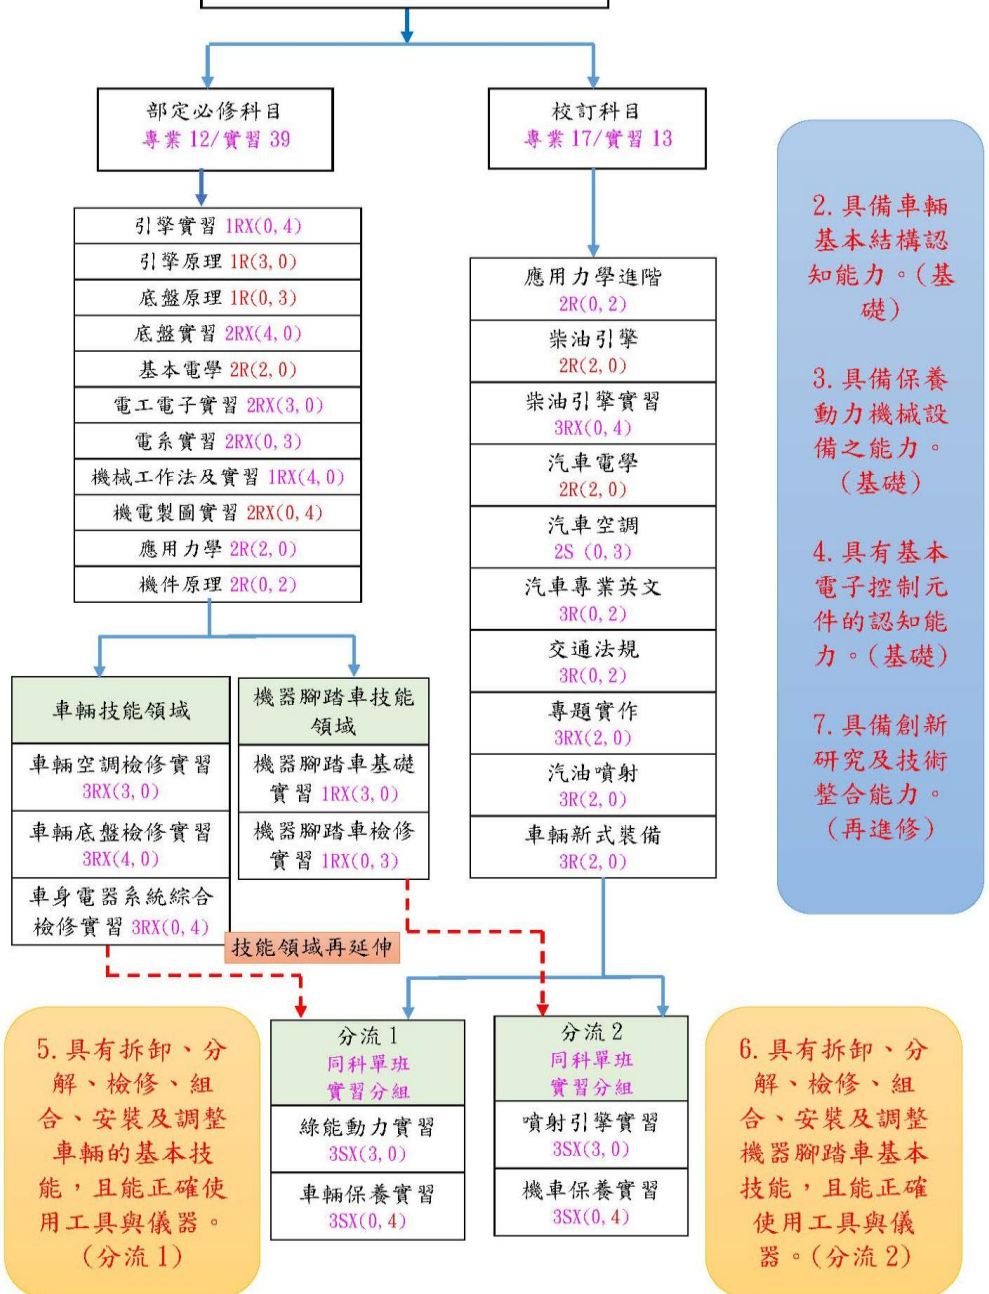 部定必修科目
專業 12/實習 39
校訂科目
專業 17/實習 13
引擎實習 1RX(0, 4)
引擎原理 1R(3, 0)
底盤原理 1R(0, 3)
底盤實習 2RX(4, 0)
基本電學 2R(2, 0)
電工電子實習 2RX(3, 0)
電系實習 2RX(0, 3)
機械工作法及實習 1RX(4, 0)
機電製圖實習 2RX(0, 4)
應用力學 2R(2, 0)
機件原理 2R(0, 2)
應用力學進階
2R(0, 2)
柴油引擎
2R(2, 0)
柴油引擎實習
3RX(0, 4)
汽車電學
2R(2, 0)
汽車空調
2S (0, 3)
汽車專業英文
3R(0, 2)
交通法規
3R(0, 2)
專題實作
3RX(2, 0)
汽油噴射
3R(2, 0)
車輛新式裝備
3R(2, 0)
2. 具備車輛
基本結構認
知能力。(基
礎)
3. 具備保養
動力機械設
備之能力。
(基礎)
4. 具有基本
電子控制元
件的認知能
力。(基礎)
7. 具備創新
研究及技術
整合能力。
(再進修)
車輛技能領域
車輛空調檢修實習
3RX(3, 0)
車輛底盤檢修實習
3RX(4, 0)
車身電器系統綜合
檢修實習 3RX(0, 4)
機器腳踏車技能
領域
機器腳踏車基礎
實習 1RX(3, 0)
機器腳踏車檢修
實習 1RX(0, 3)
技能領域再延伸
5. 具有拆卸、分
解、檢修、組
合、安裝及調整
車輛的基本技
能，且能正確使
用工具與儀器。
(分流 1)
分流 1
同科單班
實習分組
綠能動力實習
3SX(3, 0)
車輛保養實習
3SX(0, 4)
分流 2
同科單班
實習分組
噴射引擎實習
3SX(3, 0)
機車保養實習
3SX(0, 4)
6. 具有拆卸、分
解、檢修、組
合、安裝及調整
機器腳踏車基本
技能，且能正確
使用工具與儀
器。(分流 2)